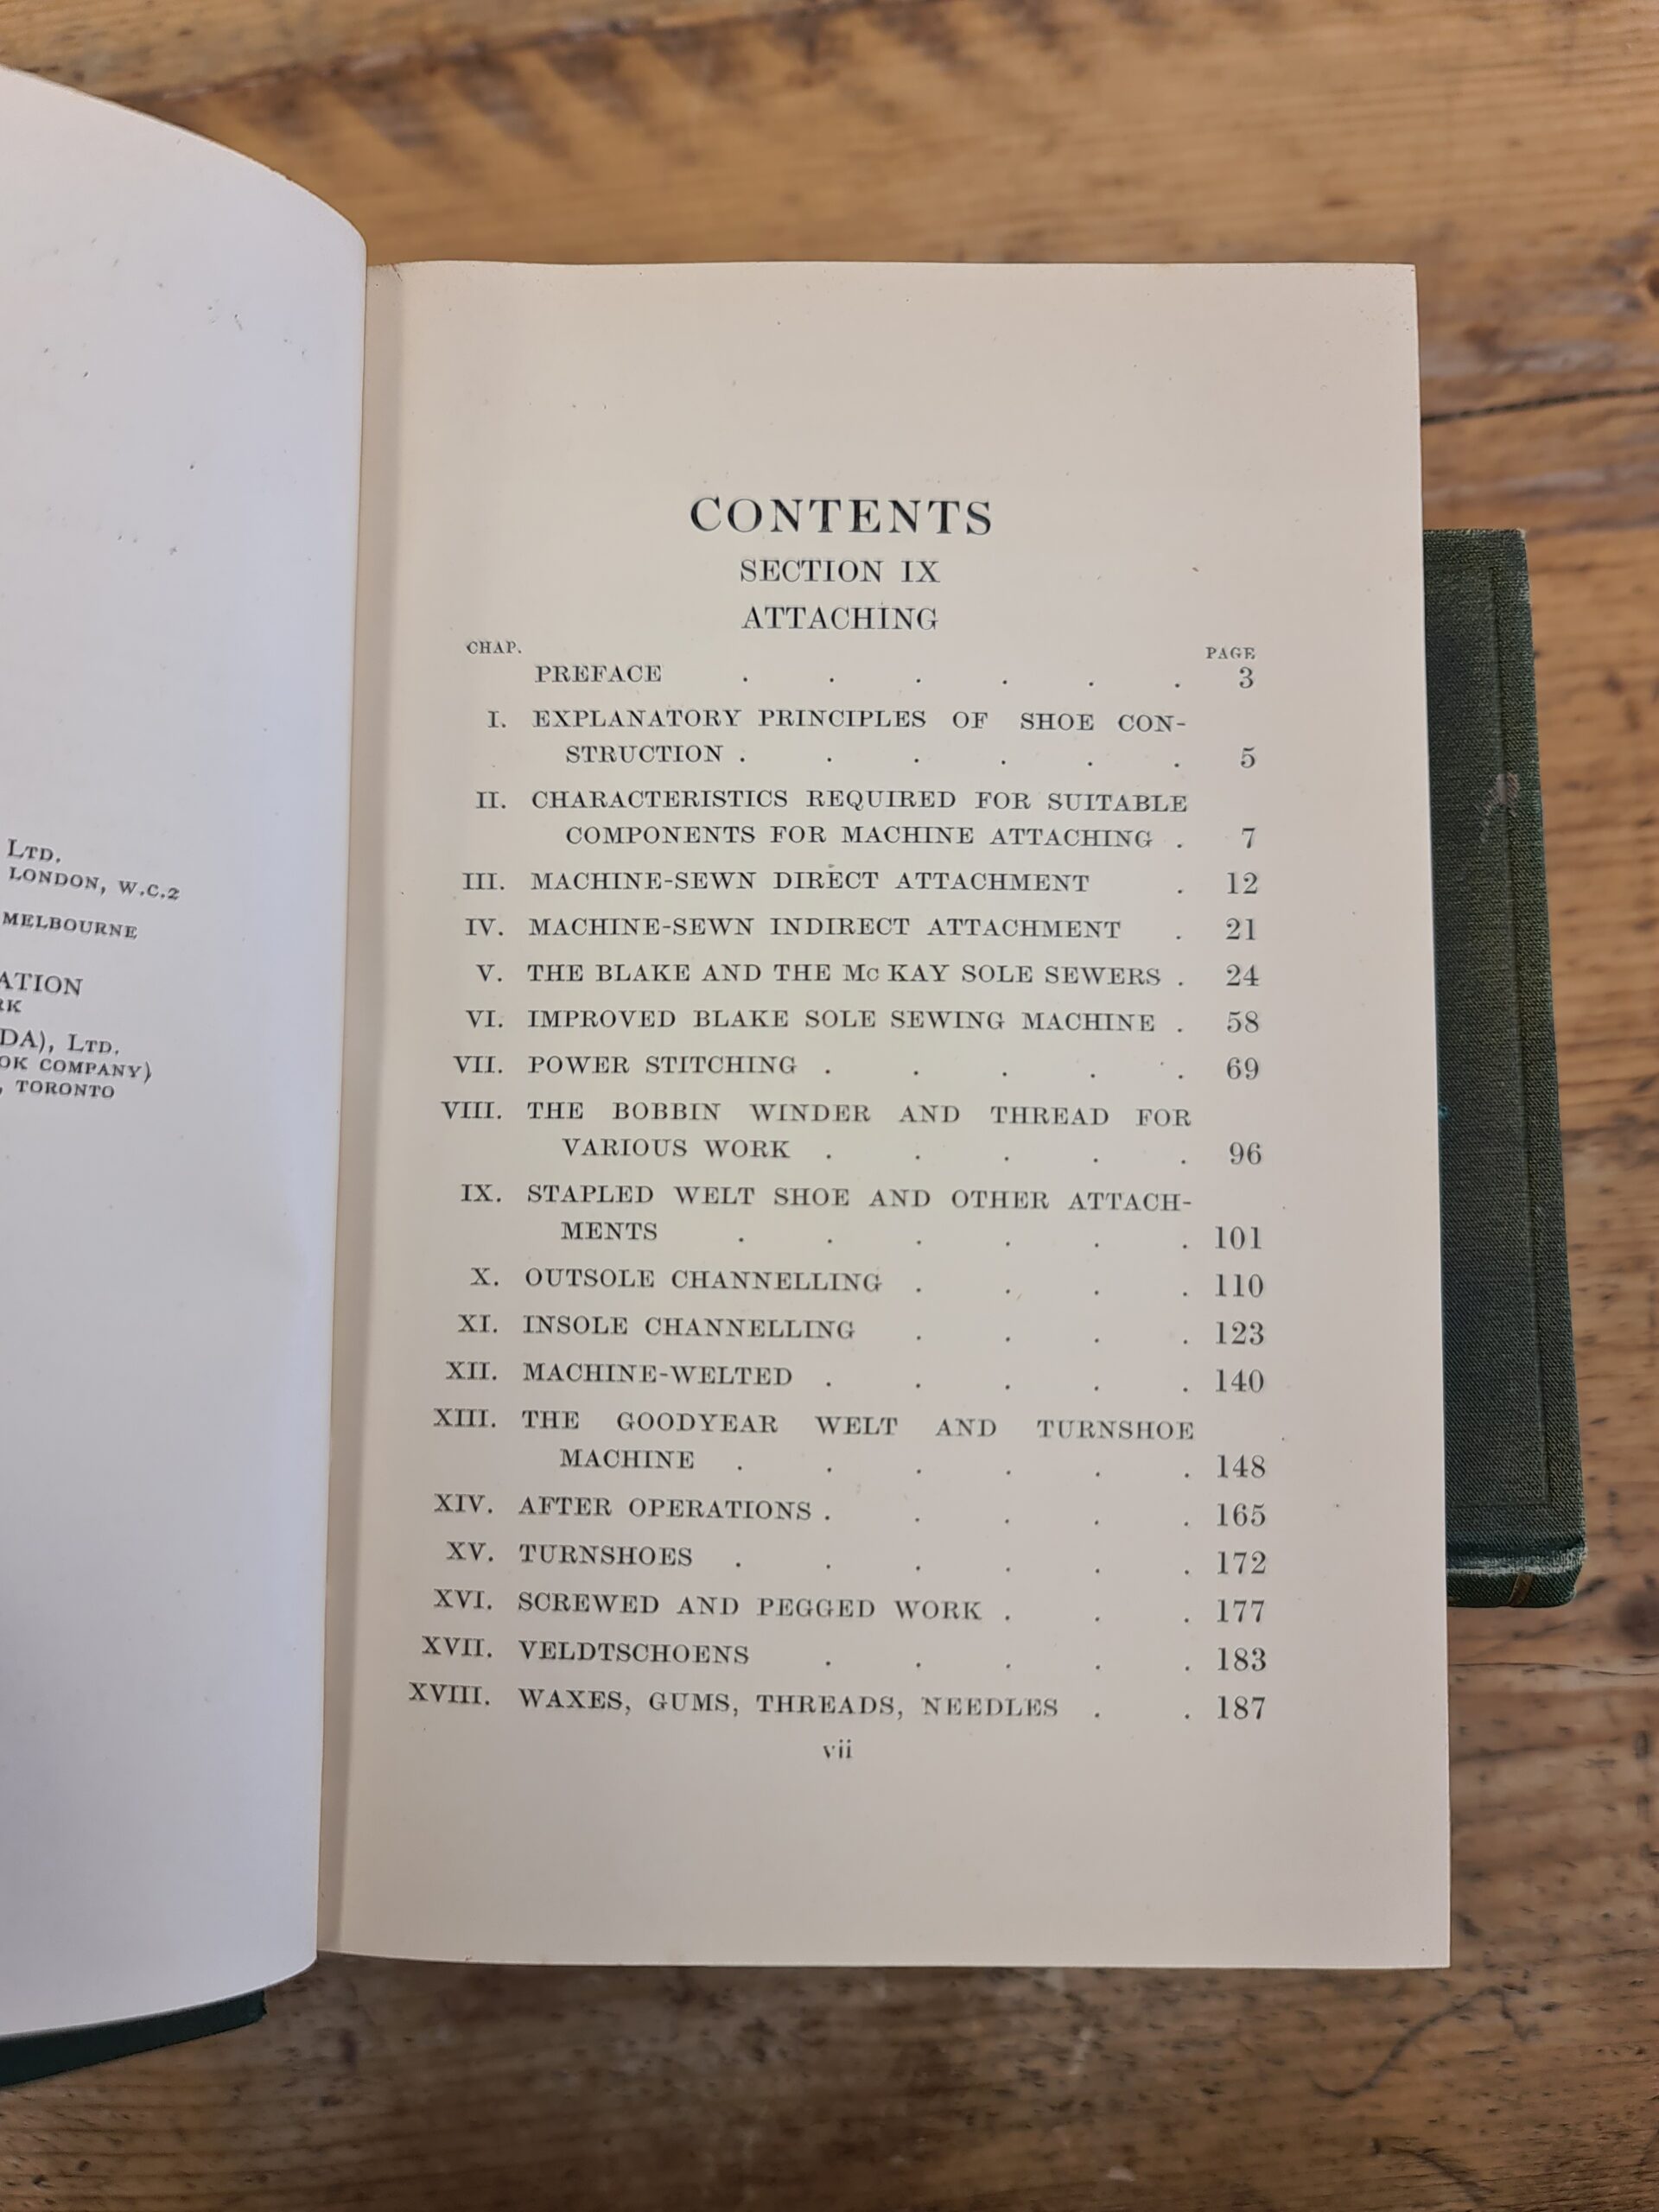 LTD.
LONDON, W.C.2
MELBOURNE
ATION
RK
DA), LTD.
OK COMPANY)
, TORONTO
CONTENTS
SECTION IX
ATTACHING
CHAP. PAGE
PREFACE . . . . . . 3
I. EXPLANATORY PRINCIPLES OF SHOE CON-
STRUCTION . . . . . . 5
II. CHARACTERISTICS REQUIRED FOR SUITABLE
COMPONENTS FOR MACHINE ATTACHING . 7
III. MACHINE-SEWN DIRECT ATTACHMENT . 12
IV. MACHINE-SEWN INDIRECT ATTACHMENT . 21
V. THE BLAKE AND THE Mc KAY SOLE SEWERS . 24
VI. IMPROVED BLAKE SOLE SEWING MACHINE . 58
VII. POWER STITCHING . . . . . 69
VIII. THE BOBBIN WINDER AND THREAD FOR
VARIOUS WORK . . . . . 96
IX. STAPLED WELT SHOE AND OTHER ATTACH-
MENTS . . . . . . 101
X. OUTSOLE CHANNELLING . . . . 110
XI. INSOLE CHANNELLING . . . . 123
XII. MACHINE-WELTED . . . . . 140
XIII. THE GOODYEAR WELT AND TURNSHOE
MACHINE . . . . . . 148
XIV. AFTER OPERATIONS . . . . . 165
XV. TURNSHOES . . . . . . 172
XVI. SCREWED AND PEGGED WORK . . . 177
XVII. VELDTSCHOENS . . . . . 183
XVIII. WAXES, GUMS, THREADS, NEEDLES . . 187
vii